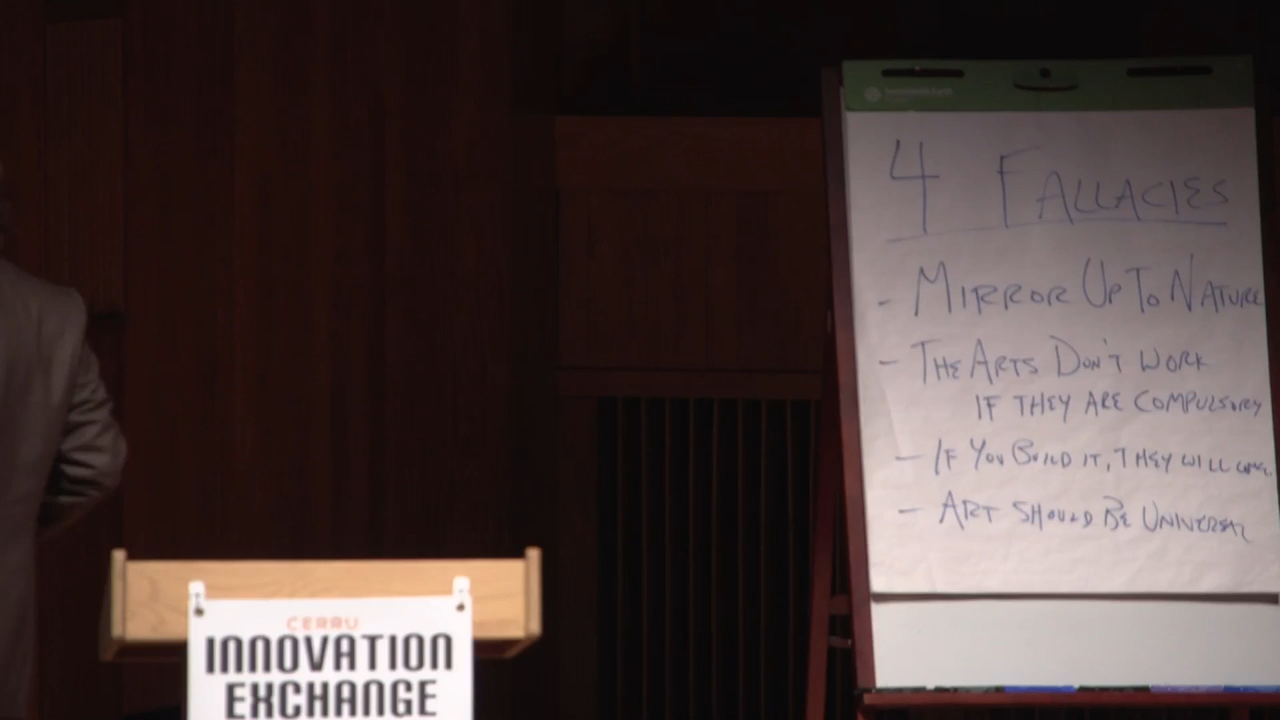 4 FALLACIES
- MIRROR UP TO NATURE
- THE ARTS DON'T WORK
IF THEY ARE COMPULSORY
- IF YOU BUILD IT, THEY WILL COME.
- ART SHOULD BE UNIVERSAL
CERRU
INNOVATION
EXCHANGE